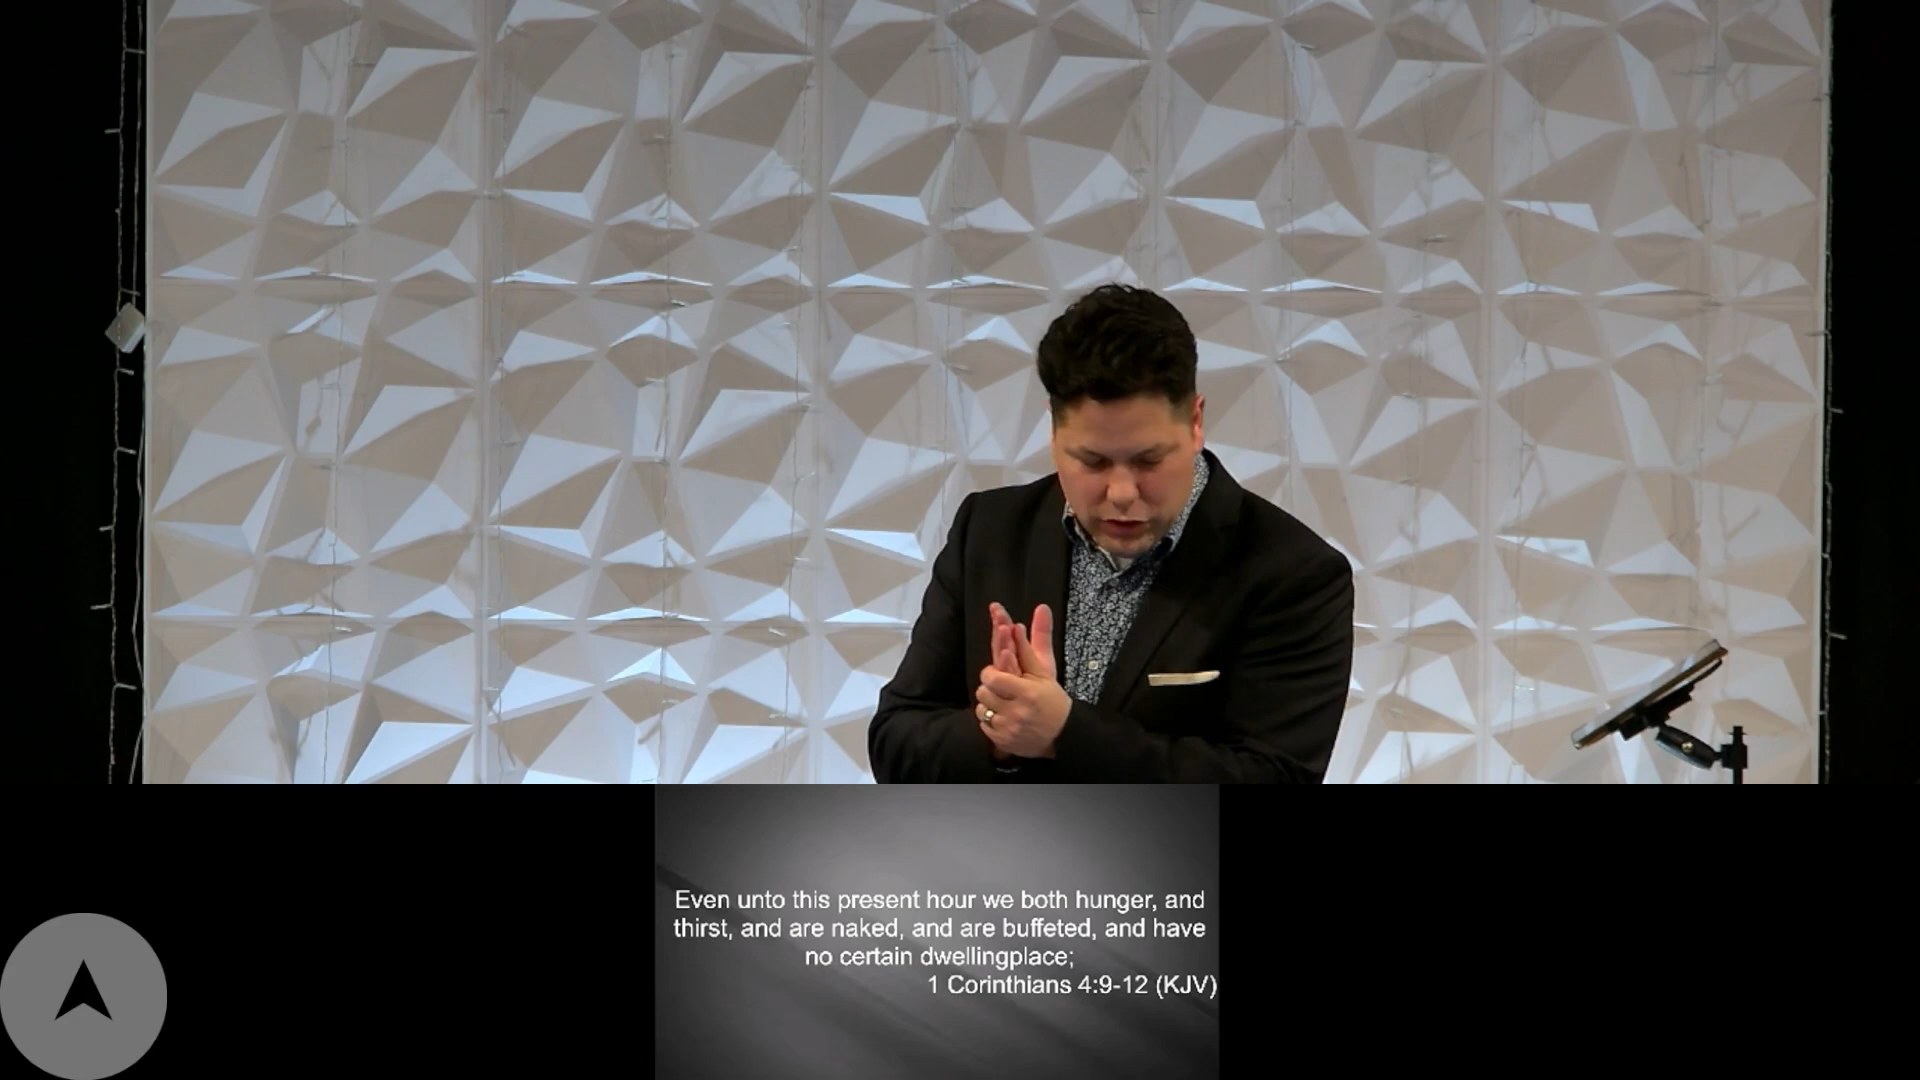 Even unto this present hour we both hunger, and
thirst, and are naked, and are buffeted, and have
no certain dwellingplace;
1 Corinthians 4:9-12 (KJV)